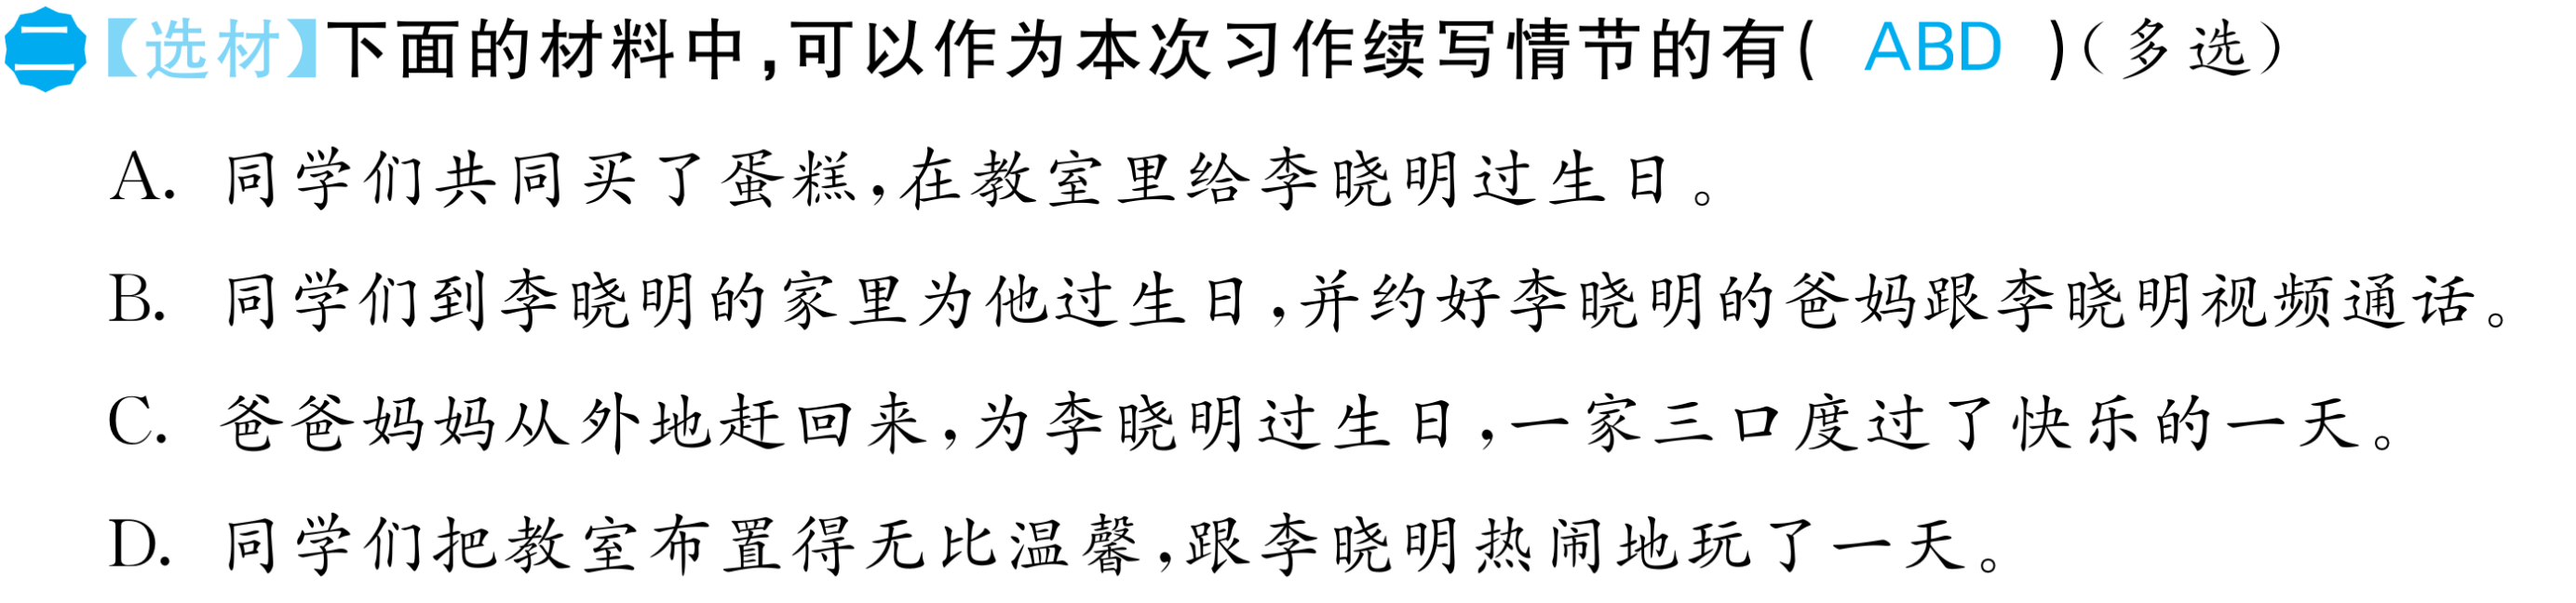 二【选材】下面的材料中,可以作为本次习作续写情节的有( ABD )(多选)
A. 同学们共同买了蛋糕,在教室里给李晓明过生日。
B. 同学们到李晓明的家里为他过生日,并约好李晓明的爸妈跟李晓明视频通话。
C. 爸爸妈妈从外地赶回来,为李晓明过生日,一家三口度过了快乐的一天。
D. 同学们把教室布置得无比温馨,跟李晓明热闹地玩了一天。